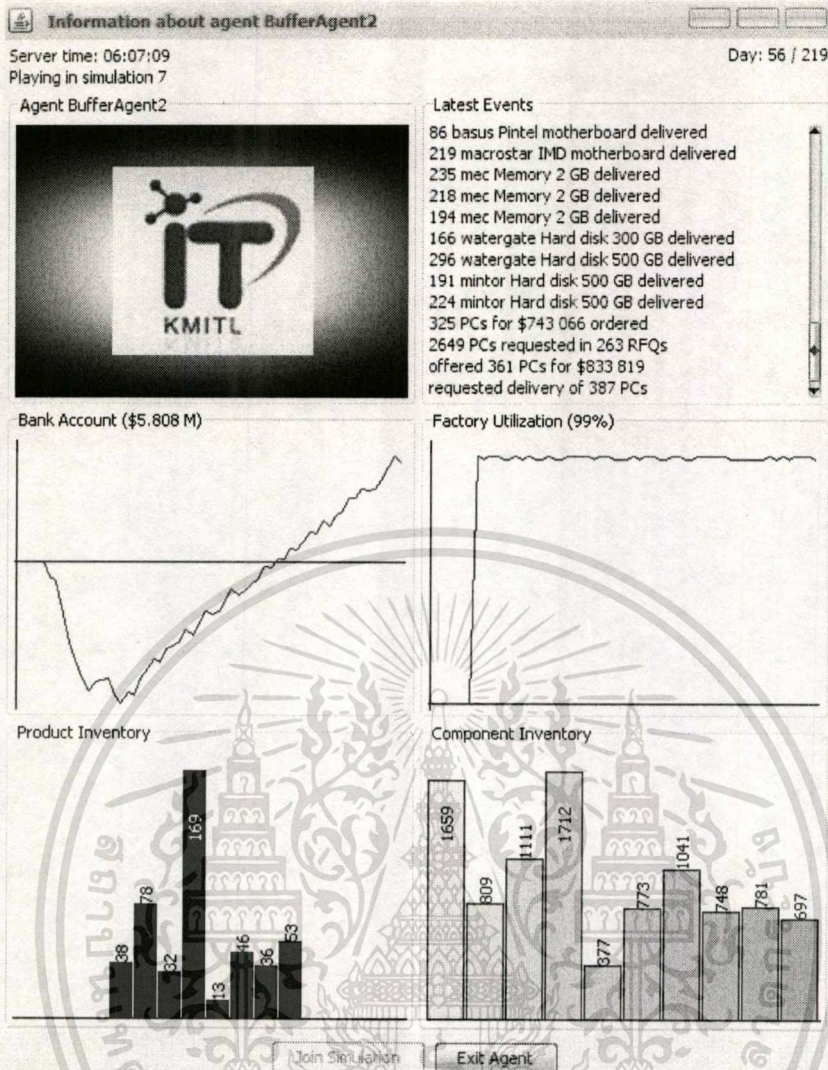 Information about agent BufferAgent2
Server time: 06:07:09
Day: 56 / 219
Playing in simulation 7
Agent BufferAgent2
iT
KMITL
Latest Events
86 basus Pintel motherboard delivered
219 macrostar IMD motherboard delivered
235 mec Memory 2 GB delivered
218 mec Memory 2 GB delivered
194 mec Memory 2 GB delivered
166 watergate Hard disk 300 GB delivered
296 watergate Hard disk 500 GB delivered
191 mintor Hard disk 500 GB delivered
224 mintor Hard disk 500 GB delivered
325 PCs for $743 066 ordered
2649 PCs requested in 263 RFQs
offered 361 PCs for $833 819
requested delivery of 387 PCs
Bank Account ($5.808 M)
Factory Utilization (99%)
Product Inventory
38
78
32
169
13
46
36
53
Component Inventory
1659
809
1111
1712
377
773
1041
748
781
697
Join Simulation
Exit Agent